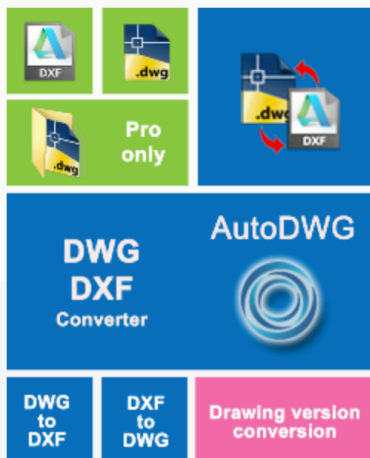 DXF
.dwg
.dwg
DXF
.dwg
Pro
only
DWG
DXF
Converter
AutoDWG
DWG
to
DXF
DXF
to
DWG
Drawing version
conversion